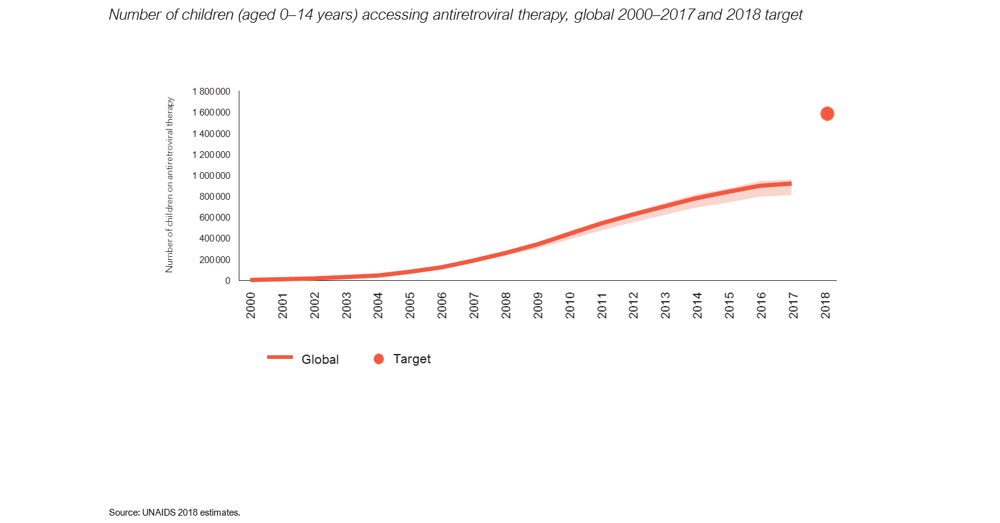 Number of children (aged 0–14 years) accessing antiretroviral therapy, global 2000–2017 and 2018 target
Number of children on antiretroviral therapy
1 800 000
1 600 000
1 400 000
1 200 000
1 000 000
800 000
600 000
400 000
200 000
0
2000
2001
2002
2003
2004
2005
2006
2007
2008
2009
2010
2011
2012
2013
2014
2015
2016
2017
2018
Global
Target
Source: UNAIDS 2018 estimates.